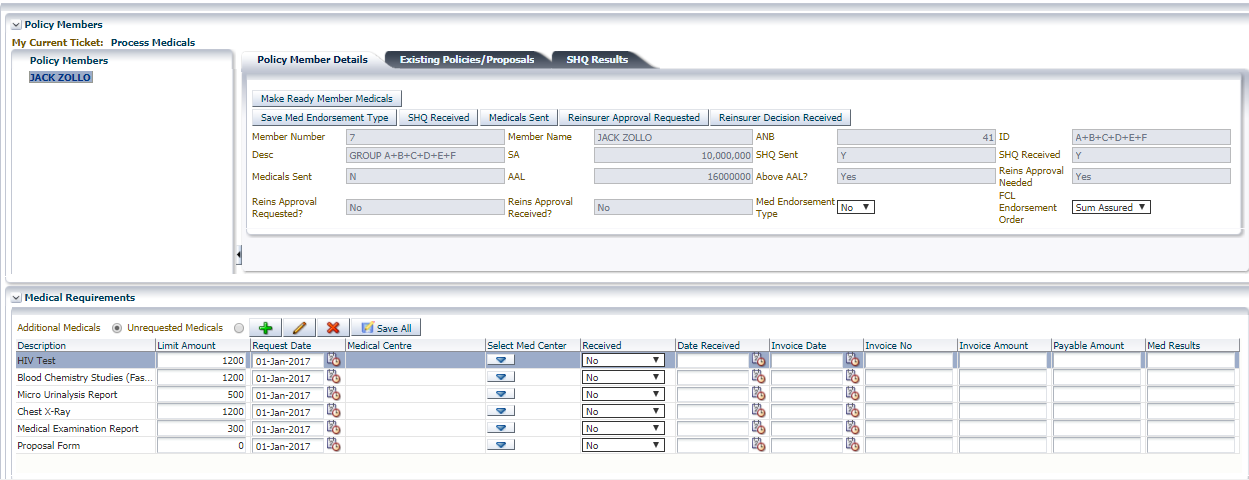 Policy Members
My Current Ticket: Process Medicals
Policy Members
JACK ZOLLO
Policy Member Details Existing Policies/Proposals SHQ Results
Make Ready Member Medicals
Save Med Endorsement Type SHQ Received Medicals Sent Reinsurer Approval Requested Reinsurer Decision Received
Member Number 7 Member Name JACK ZOLLO ANB 41 ID A+B+C+D+E+F
Desc GROUP A+B+C+D+E+F SA 10,000,000 SHQ Sent Y SHQ Received Y
Medicals Sent N AAL 16000000 Above AAL? Yes Reins Approval Needed Yes
Reins Approval Requested? No Reins Approval Received? No Med Endorsement Type No FCL Endorsement Order Sum Assured
Medical Requirements
Additional Medicals Unrequested Medicals Save All
Description Limit Amount Request Date Medical Centre Select Med Center Received Date Received Invoice Date Invoice No Invoice Amount Payable Amount Med Results
HIV Test 1200 01-Jan-2017 No
Blood Chemistry Studies (Fas... 1200 01-Jan-2017 No
Micro Urinalysis Report 500 01-Jan-2017 No
Chest X-Ray 1200 01-Jan-2017 No
Medical Examination Report 300 01-Jan-2017 No
Proposal Form 0 01-Jan-2017 No